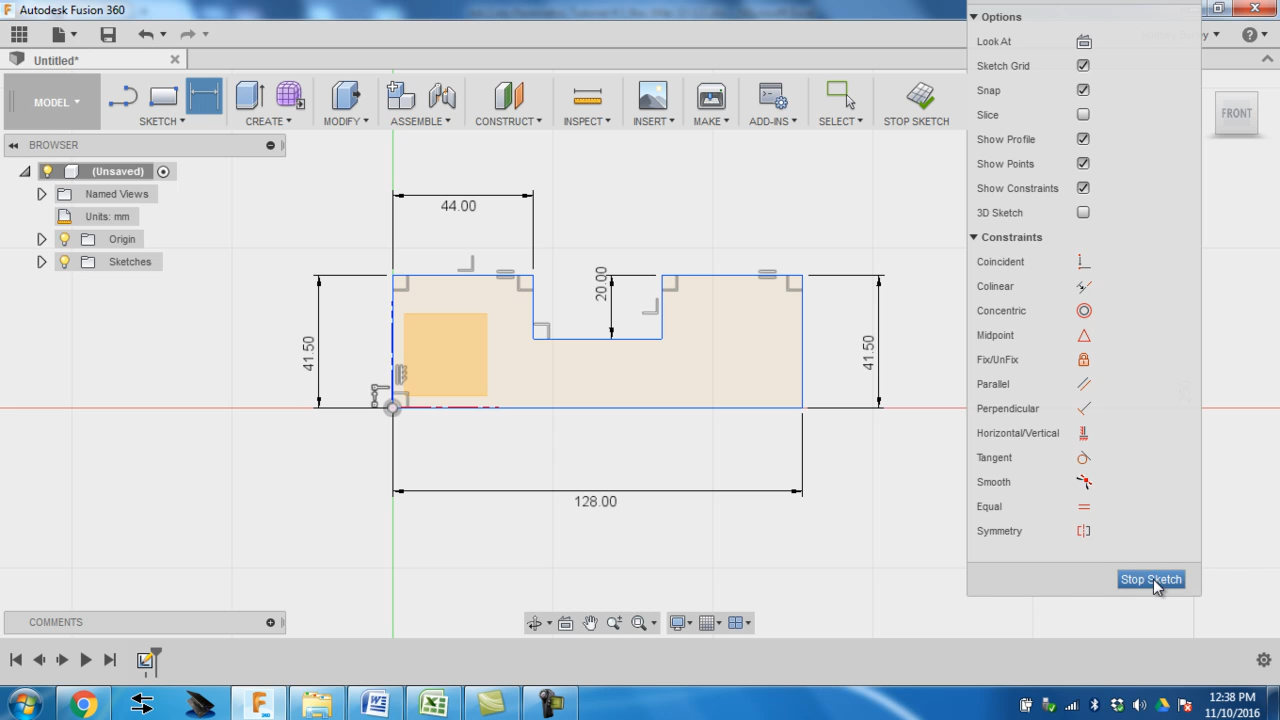 Autodesk Fusion 360
Untitled*
MODEL
SKETCH
CREATE
MODIFY
ASSEMBLE
CONSTRUCT
INSPECT
INSERT
MAKE
ADD-INS
SELECT
STOP SKETCH
FRONT
BROWSER
(Unsaved)
Named Views
Units: mm
Origin
Sketches
44.00
20.00
41.50
41.50
128.00
Options
Look At
Sketch Grid
Snap
Slice
Show Profile
Show Points
Show Constraints
3D Sketch
Constraints
Coincident
Colinear
Concentric
Midpoint
Fix/UnFix
Parallel
Perpendicular
Horizontal/Vertical
Tangent
Smooth
Equal
Symmetry
Stop Sketch
COMMENTS
12:38 PM
11/10/2016